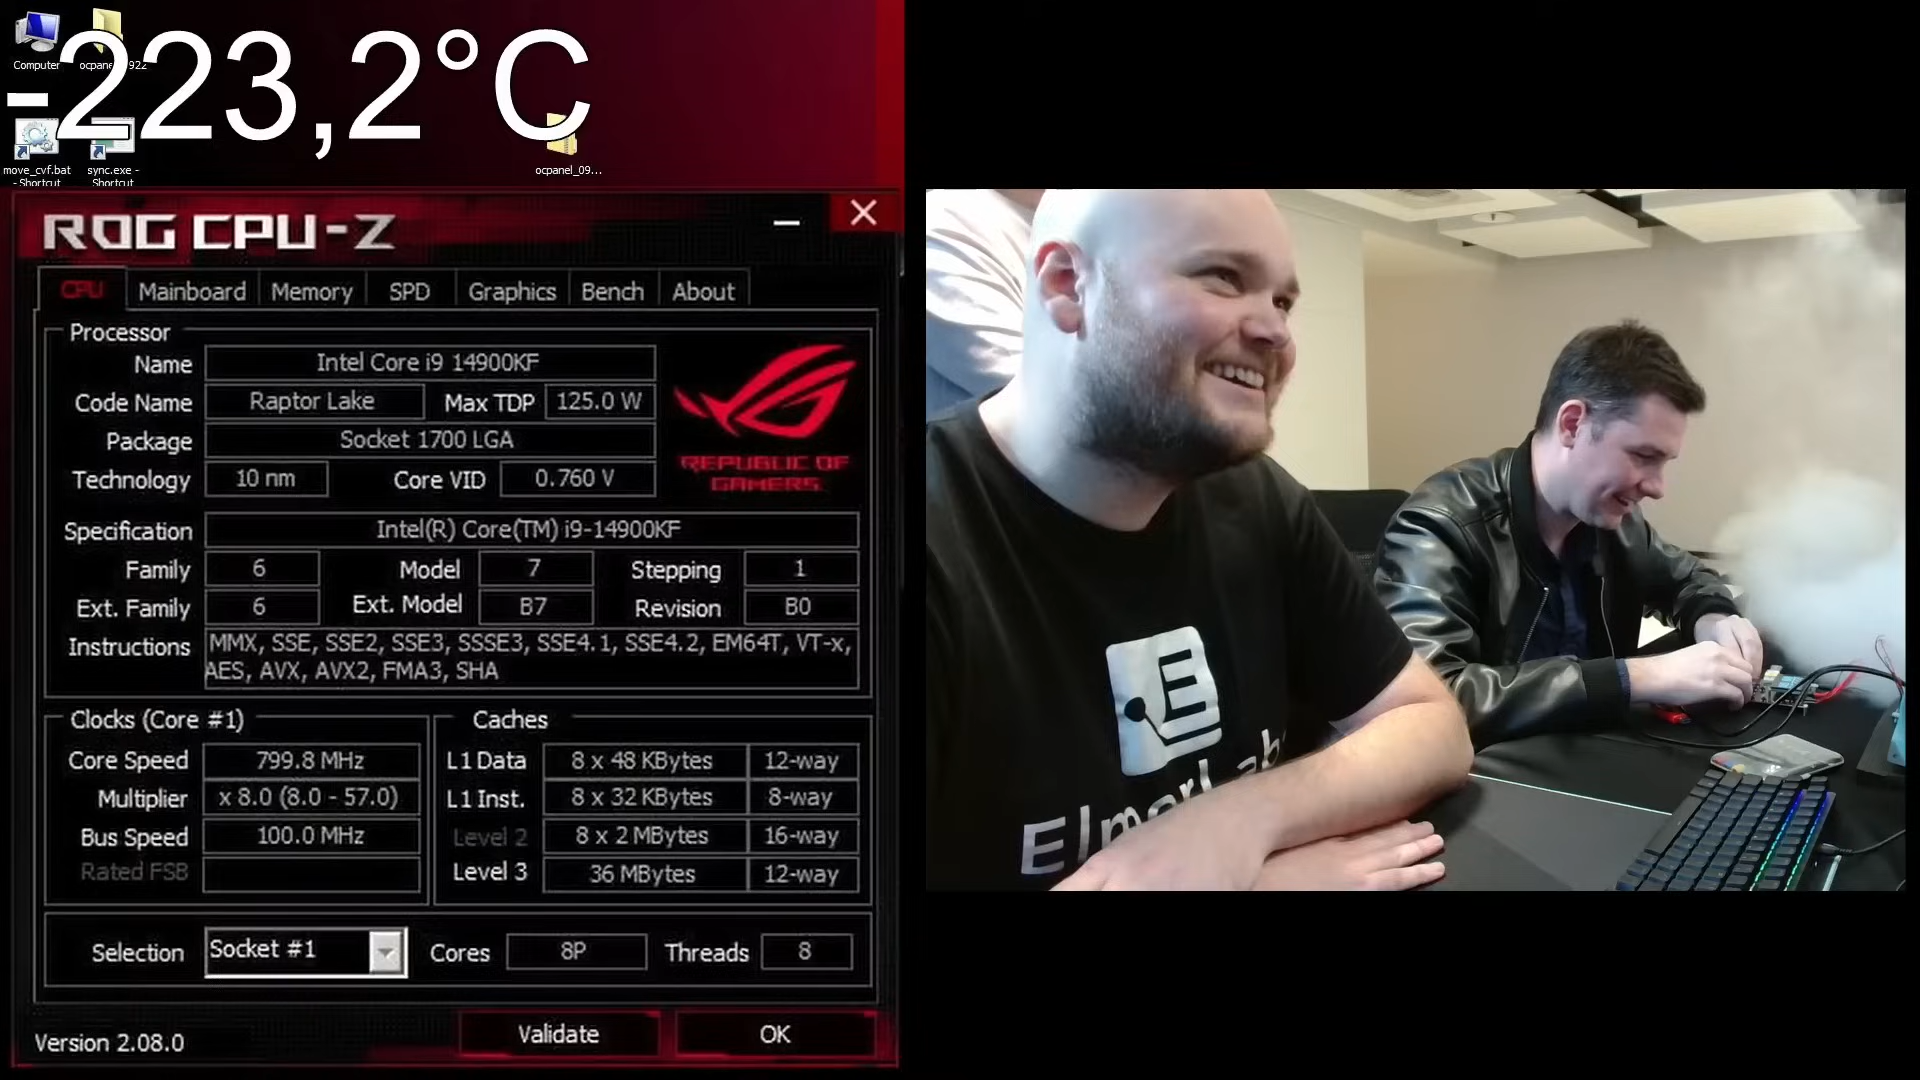 -223,2°C
Computer
move_cvf.bat - Shortcut
sync.exe - Shortcut
ocpanel_09...
ROG CPU-Z
CPU Mainboard Memory SPD Graphics Bench About
Processor
Name Intel Core i9 14900KF
Code Name Raptor Lake Max TDP 125.0 W
Package Socket 1700 LGA
Technology 10 nm Core VID 0.760 V
REPUBLIC OF
GAMERS
Specification Intel(R) Core(TM) i9-14900KF
Family 6 Model 7 Stepping 1
Ext. Family 6 Ext. Model B7 Revision B0
Instructions MMX, SSE, SSE2, SSE3, SSSE3, SSE4.1, SSE4.2, EM64T, VT-x,
AES, AVX, AVX2, FMA3, SHA
Clocks (Core #1) Caches
Core Speed 799.8 MHz L1 Data 8 x 48 KBytes 12-way
Multiplier x 8.0 (8.0 - 57.0) L1 Inst. 8 x 32 KBytes 8-way
Bus Speed 100.0 MHz Level 2 8 x 2 MBytes 16-way
Rated FSB Level 3 36 MBytes 12-way
Selection Socket #1 Cores 8P Threads 8
Version 2.08.0 Validate OK
E
ElmorLab